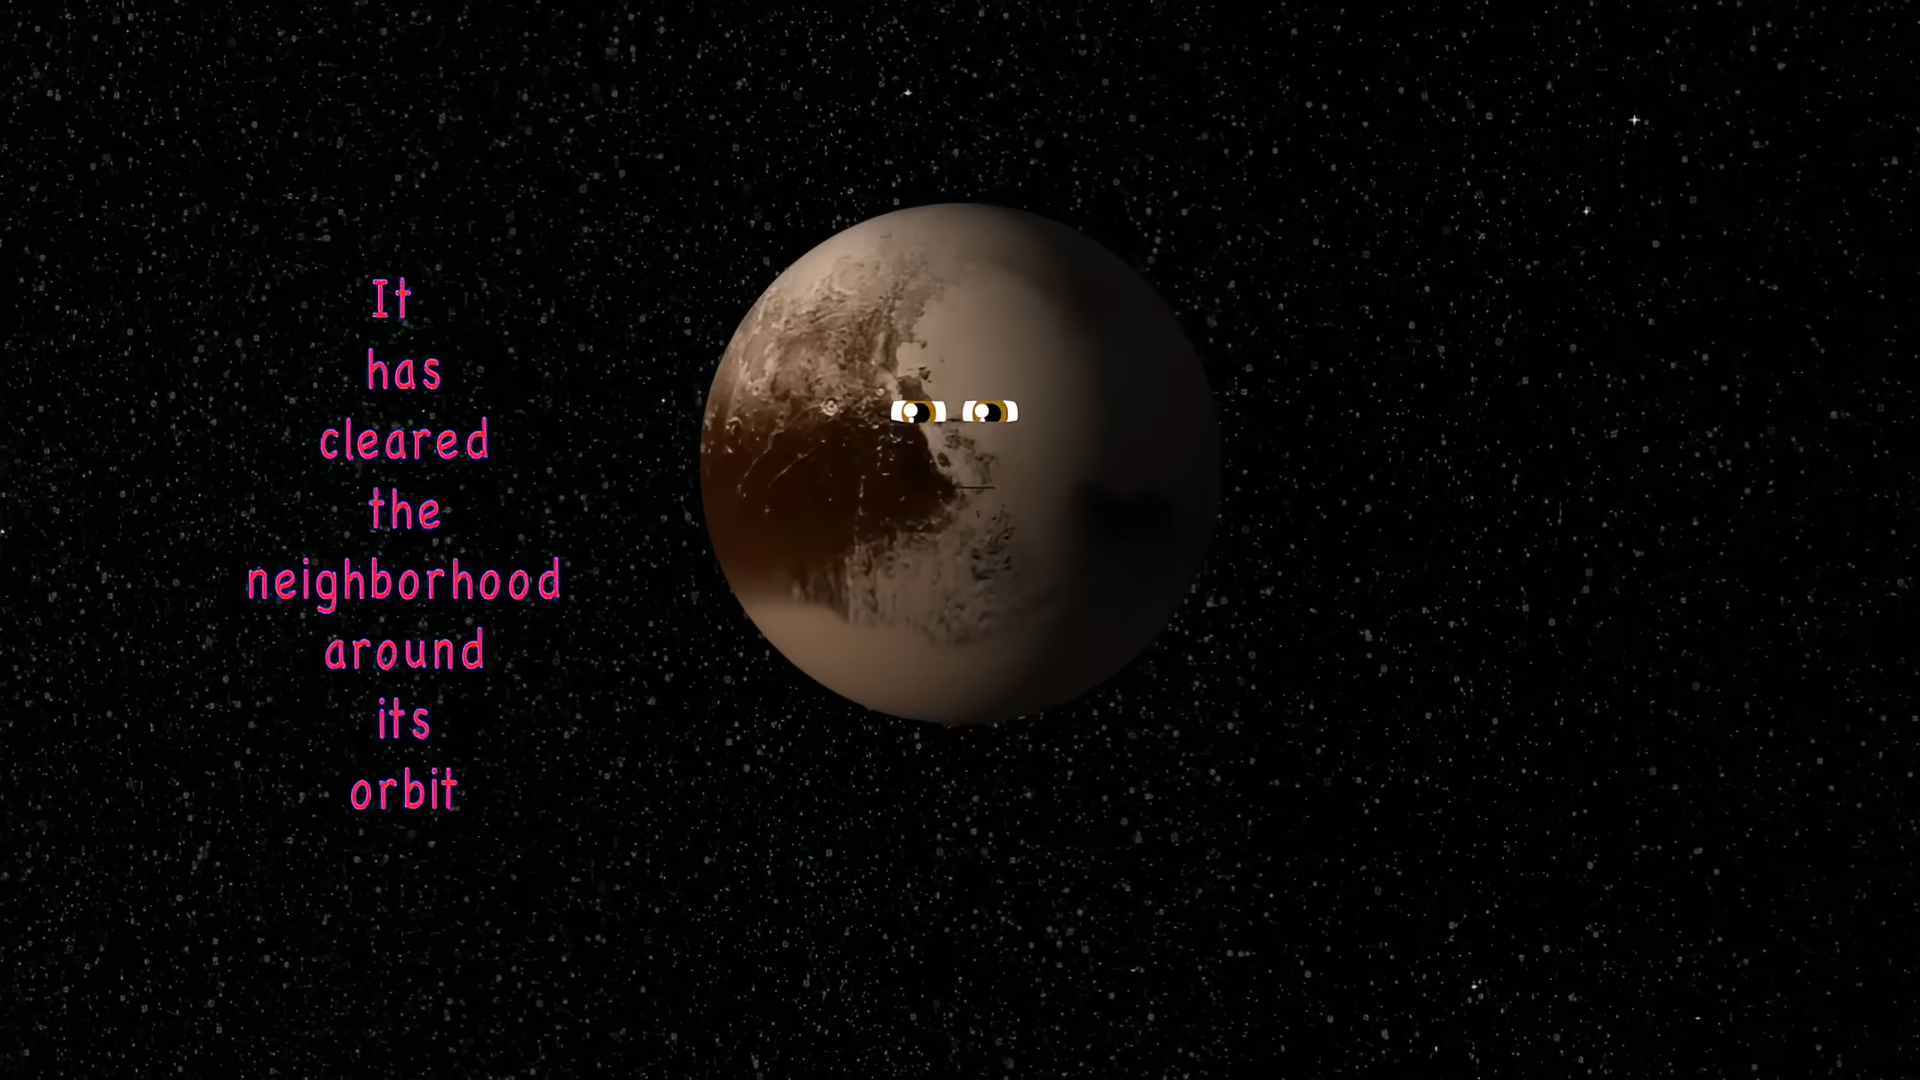 It
has
cleared
the
neighborhood
around
its
orbit